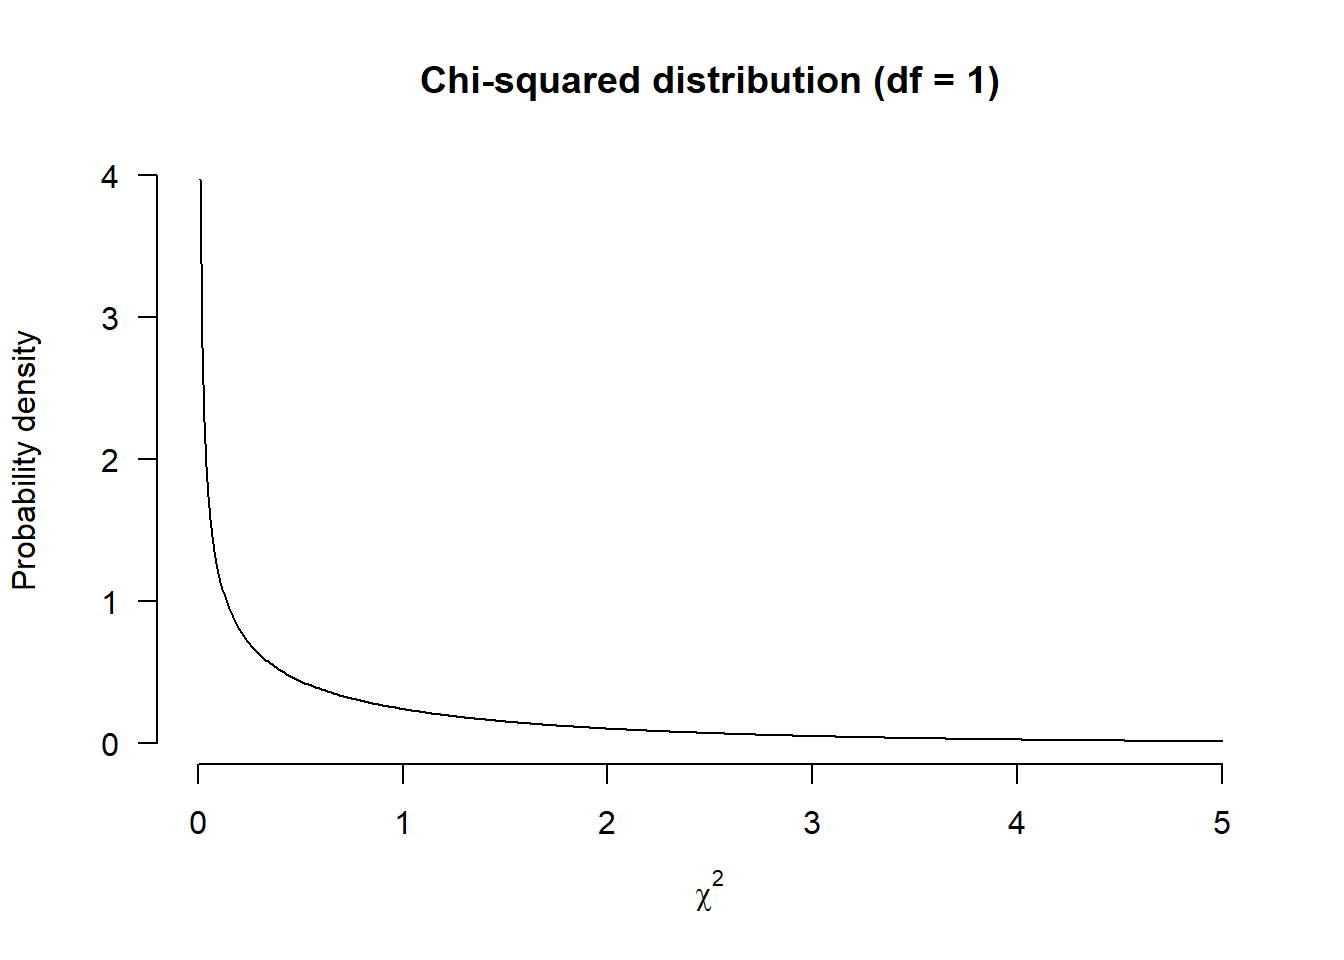 Chi-squared distribution (df = 1)
4
3
2
1
0
Probability density
0 1 2 3 4 5
χ²